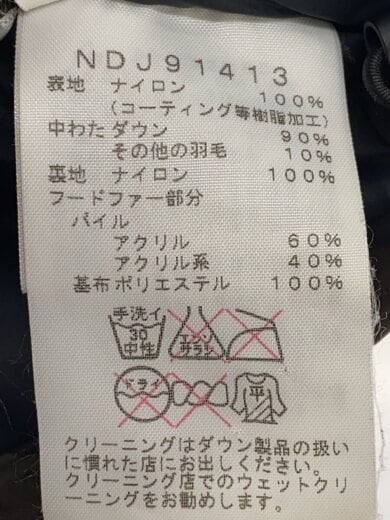 NDJ91413
表地 ナイロン 100%
(コーティング等樹脂加工)
中わた ダウン 90%
その他の羽毛 10%
裏地 ナイロン 100%
フードファー部分
パイル
アクリル 60%
アクリル系 40%
基布ポリエステル 100%
手洗イ
30
中性
エンソ
サラシ
ドライ
平
クリーニングはダウン製品の扱い
に慣れた店にお出しください。
クリーニング店でのウェットクリ
ーニングをお勧めします。